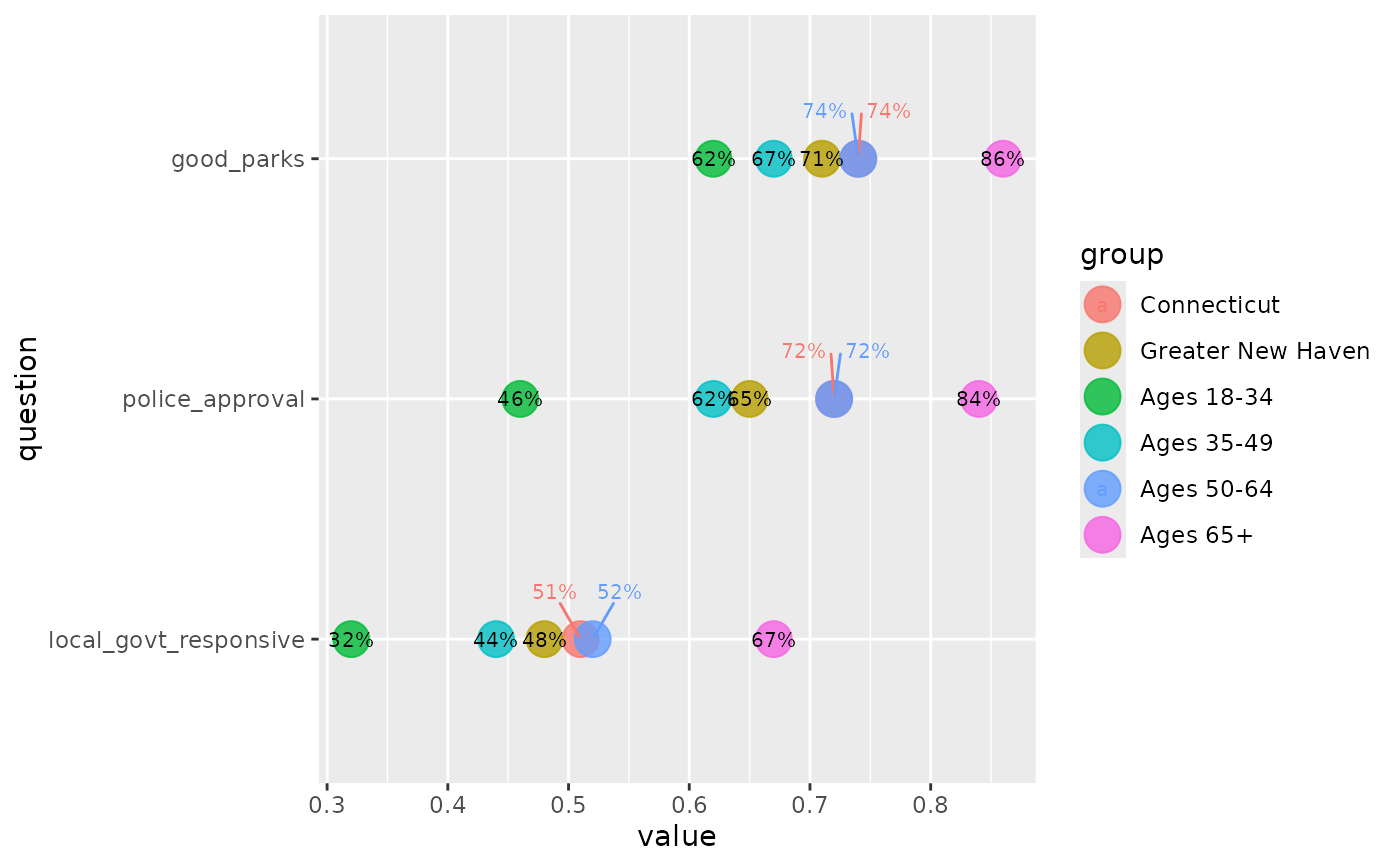 74% 74%
good_parks 62% 67% 71% 86%
72% 72%
police_approval 46% 62% 65% 84%
51% 52%
local_govt_responsive 32% 44% 48% 67%
question
0.3 0.4 0.5 0.6 0.7 0.8
value
group
a Connecticut
Greater New Haven
Ages 18-34
Ages 35-49
a Ages 50-64
Ages 65+